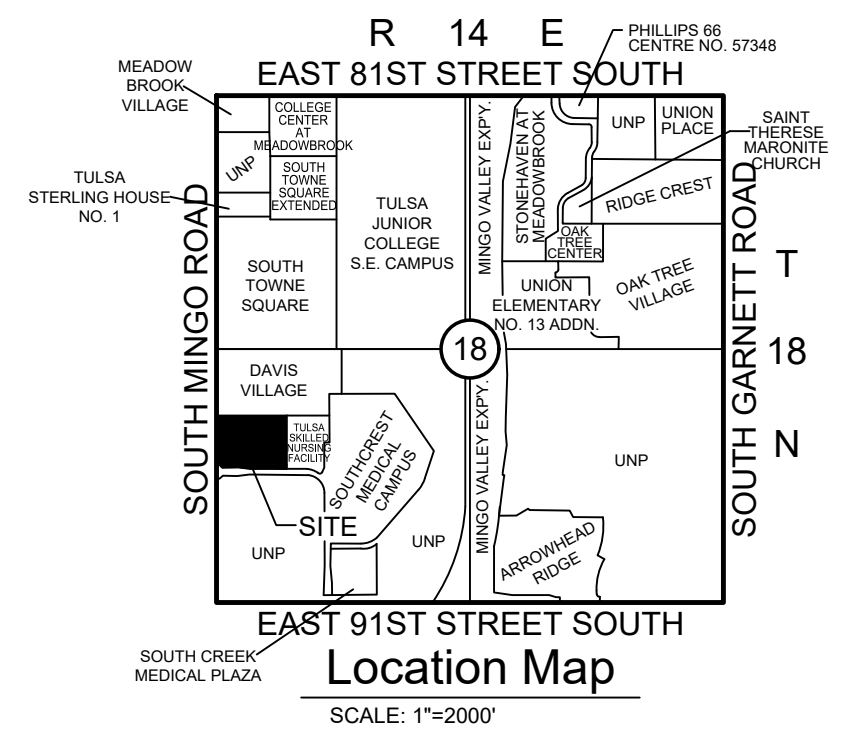 R 14 E
PHILLIPS 66
CENTRE NO. 57348
EAST 81ST STREET SOUTH
MEADOW
BROOK
VILLAGE
COLLEGE
CENTER
AT
MEADOWBROOK
UNP
SOUTH
TOWNE
SQUARE
EXTENDED
TULSA
STERLING HOUSE
NO. 1
SOUTH MINGO ROAD
TULSA
JUNIOR
COLLEGE
S.E. CAMPUS
MINGO VALLEY EXP'Y.
STONEHAVEN AT
MEADOWBROOK
UNP
UNION
PLACE
SAINT
THERESE
MARONITE
CHURCH
RIDGE CREST
OAK
TREE
CENTER
SOUTH
TOWNE
SQUARE
UNION
ELEMENTARY
NO. 13 ADDN.
OAK TREE
VILLAGE
SOUTH GARNETT ROAD
T
18
N
18
DAVIS
VILLAGE
TULSA
SKILLED
NURSING
FACILITY
SOUTHCREST
MEDICAL
CAMPUS
MINGO VALLEY EXP'Y.
UNP
SITE
UNP
UNP
ARROWHEAD
RIDGE
EAST 91ST STREET SOUTH
SOUTH CREEK
MEDICAL PLAZA
Location Map
SCALE: 1"=2000'